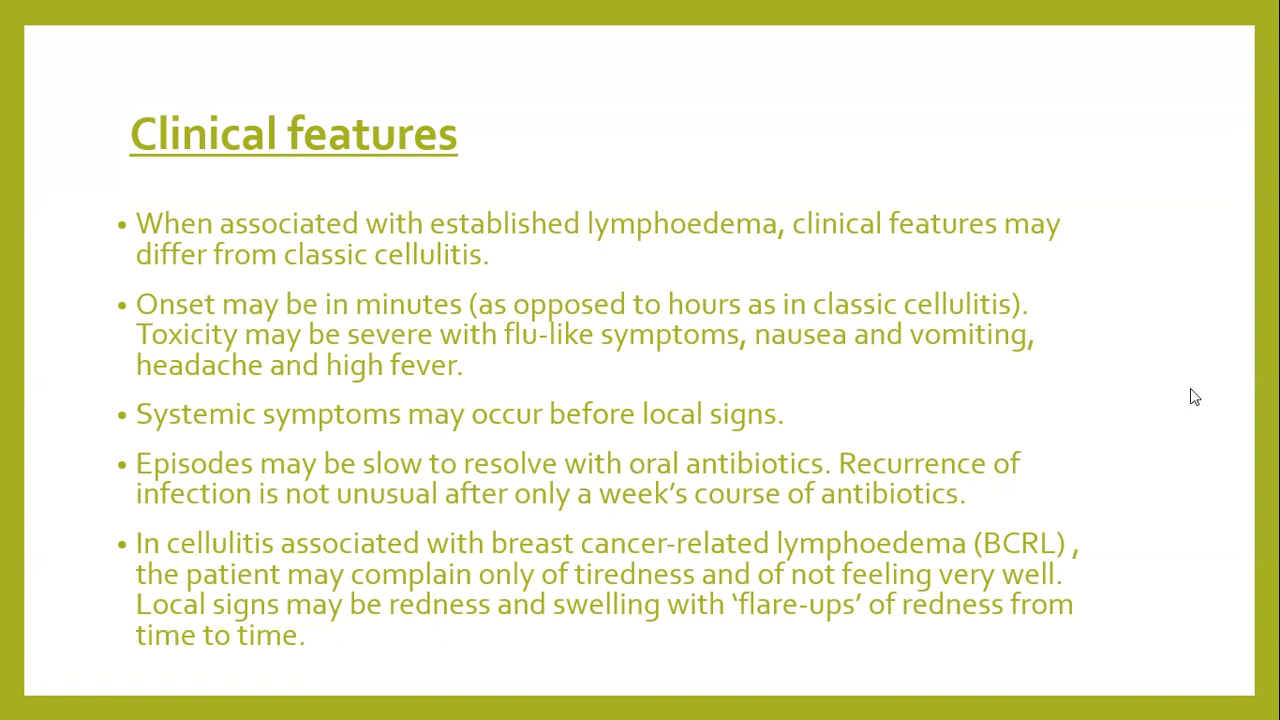 Clinical features
• When associated with established lymphoedema, clinical features may
differ from classic cellulitis.
• Onset may be in minutes (as opposed to hours as in classic cellulitis).
Toxicity may be severe with flu-like symptoms, nausea and vomiting,
headache and high fever.
• Systemic symptoms may occur before local signs.
• Episodes may be slow to resolve with oral antibiotics. Recurrence of
infection is not unusual after only a week’s course of antibiotics.
• In cellulitis associated with breast cancer-related lymphoedema (BCRL) ,
the patient may complain only of tiredness and of not feeling very well.
Local signs may be redness and swelling with ‘flare-ups’ of redness from
time to time.